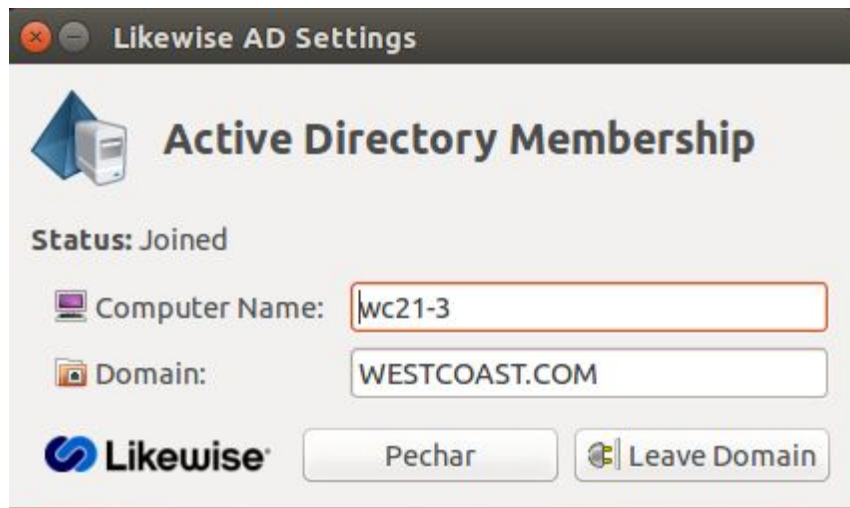 Likewise AD Settings
Active Directory Membership
Status: Joined
Computer Name: wc21-3
Domain: WESTCOAST.COM
Likewise Pechar Leave Domain